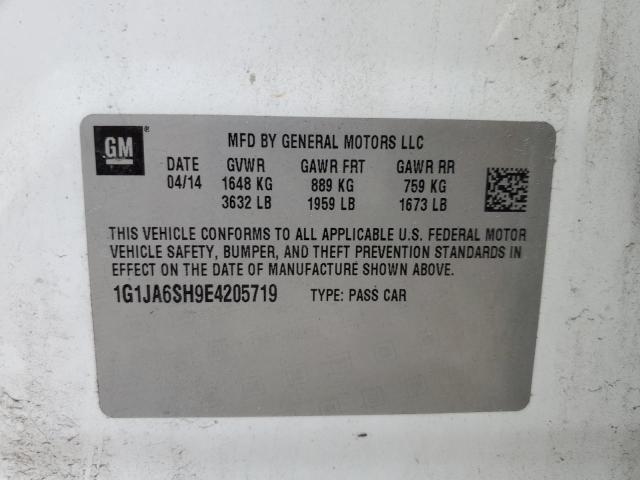 GM ®
MFD BY GENERAL MOTORS LLC
DATE GVWR GAWR FRT GAWR RR
04/14 1648 KG 889 KG 759 KG
3632 LB 1959 LB 1673 LB
THIS VEHICLE CONFORMS TO ALL APPLICABLE U.S. FEDERAL MOTOR
VEHICLE SAFETY, BUMPER, AND THEFT PREVENTION STANDARDS IN
EFFECT ON THE DATE OF MANUFACTURE SHOWN ABOVE.
1G1JA6SH9E4205719 TYPE: PASS CAR